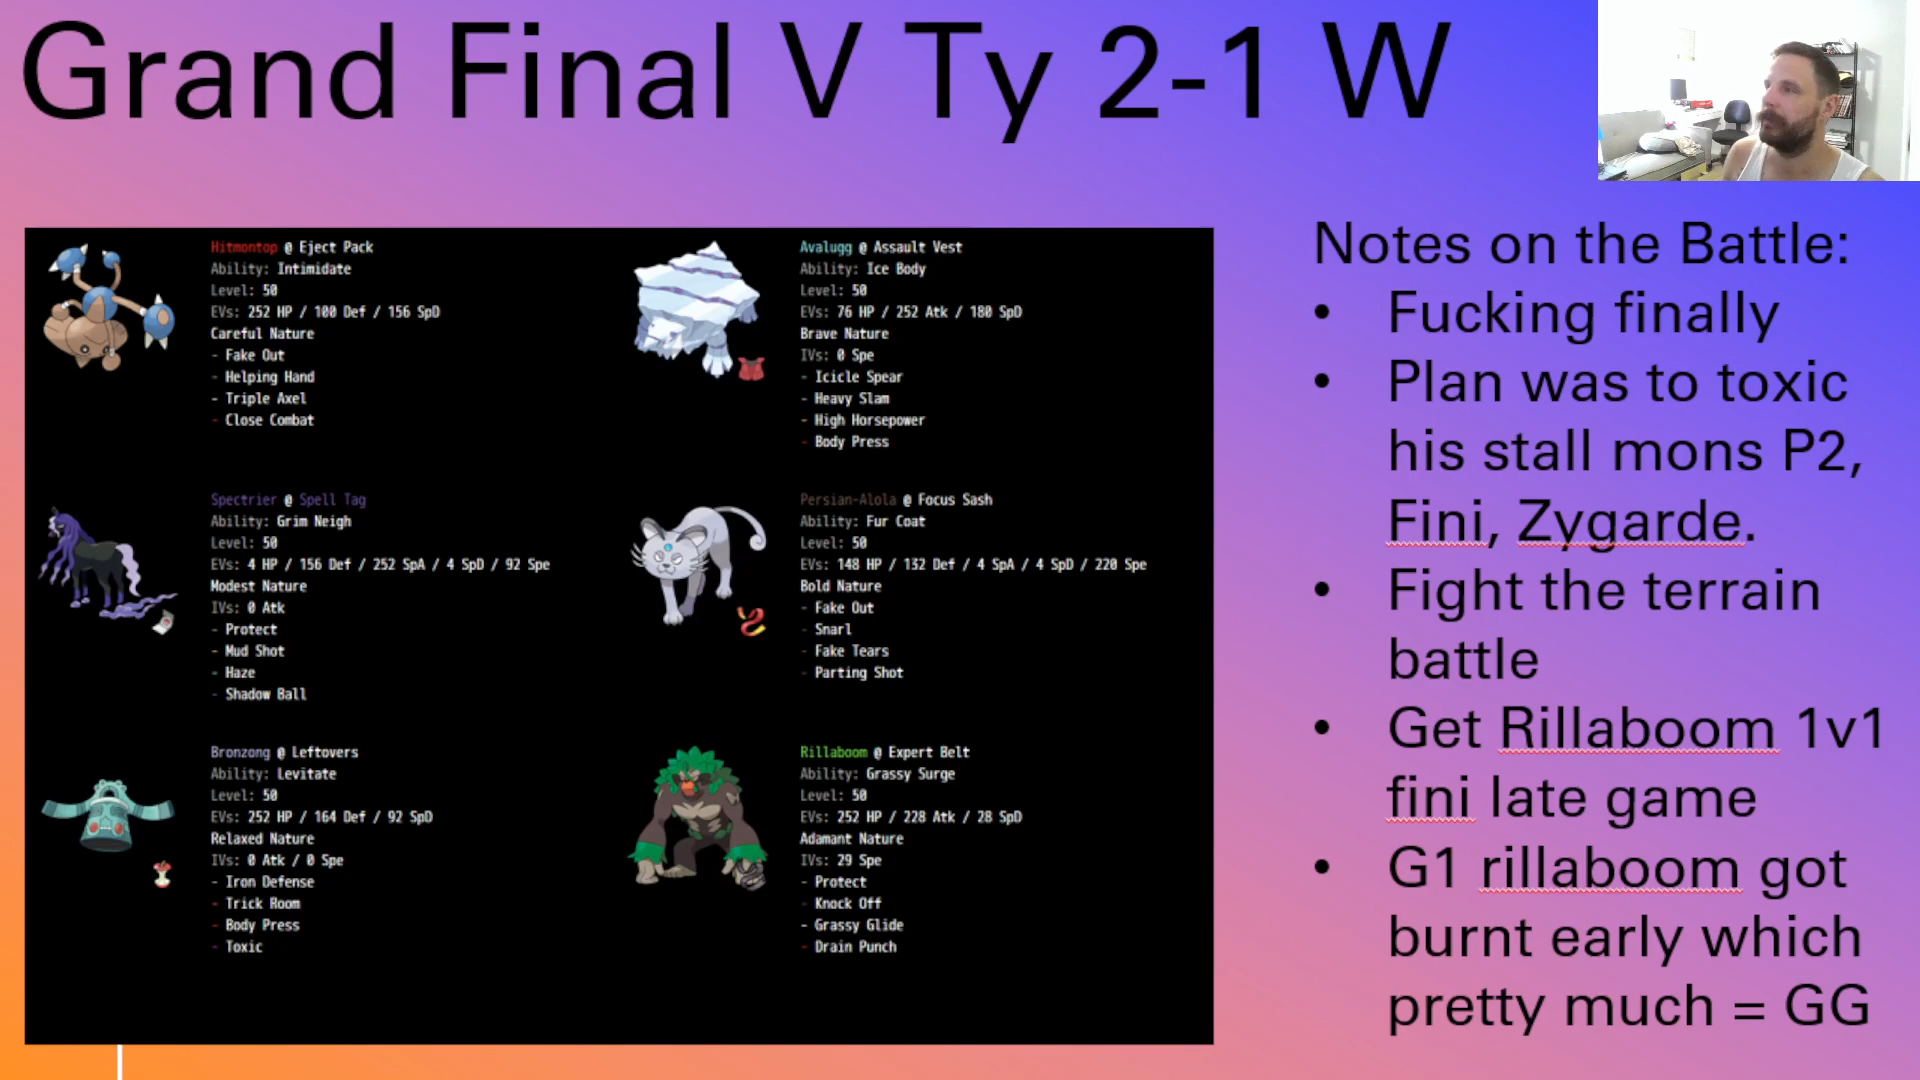 Grand Final V Ty 2-1 W
Hitmontop @ Eject Pack
Ability: Intimidate
Level: 50
EVs: 252 HP / 100 Def / 156 SpD
Careful Nature
- Fake Out
- Helping Hand
- Triple Axel
- Close Combat
Avalugg @ Assault Vest
Ability: Ice Body
Level: 50
EVs: 76 HP / 252 Atk / 180 SpD
Brave Nature
IVs: 0 Spe
- Icicle Spear
- Heavy Slam
- High Horsepower
- Body Press
Spectrier @ Spell Tag
Ability: Grim Neigh
Level: 50
EVs: 4 HP / 156 Def / 252 SpA / 4 SpD / 92 Spe
Modest Nature
IVs: 0 Atk
- Protect
- Mud Shot
- Haze
- Shadow Ball
Persian-Alola @ Focus Sash
Ability: Fur Coat
Level: 50
EVs: 148 HP / 132 Def / 4 SpA / 4 SpD / 220 Spe
Bold Nature
- Fake Out
- Snarl
- Fake Tears
- Parting Shot
Bronzong @ Leftovers
Ability: Levitate
Level: 50
EVs: 252 HP / 164 Def / 92 SpD
Relaxed Nature
IVs: 0 Atk / 0 Spe
- Iron Defense
- Trick Room
- Body Press
- Toxic
Rillaboom @ Expert Belt
Ability: Grassy Surge
Level: 50
EVs: 252 HP / 228 Atk / 28 SpD
Adamant Nature
IVs: 29 Spe
- Protect
- Knock Off
- Grassy Glide
- Drain Punch
Notes on the Battle:
• Fucking finally
• Plan was to toxic
his stall mons P2,
Fini, Zygarde.
• Fight the terrain
battle
• Get Rillaboom 1v1
fini late game
• G1 rillaboom got
burnt early which
pretty much = GG